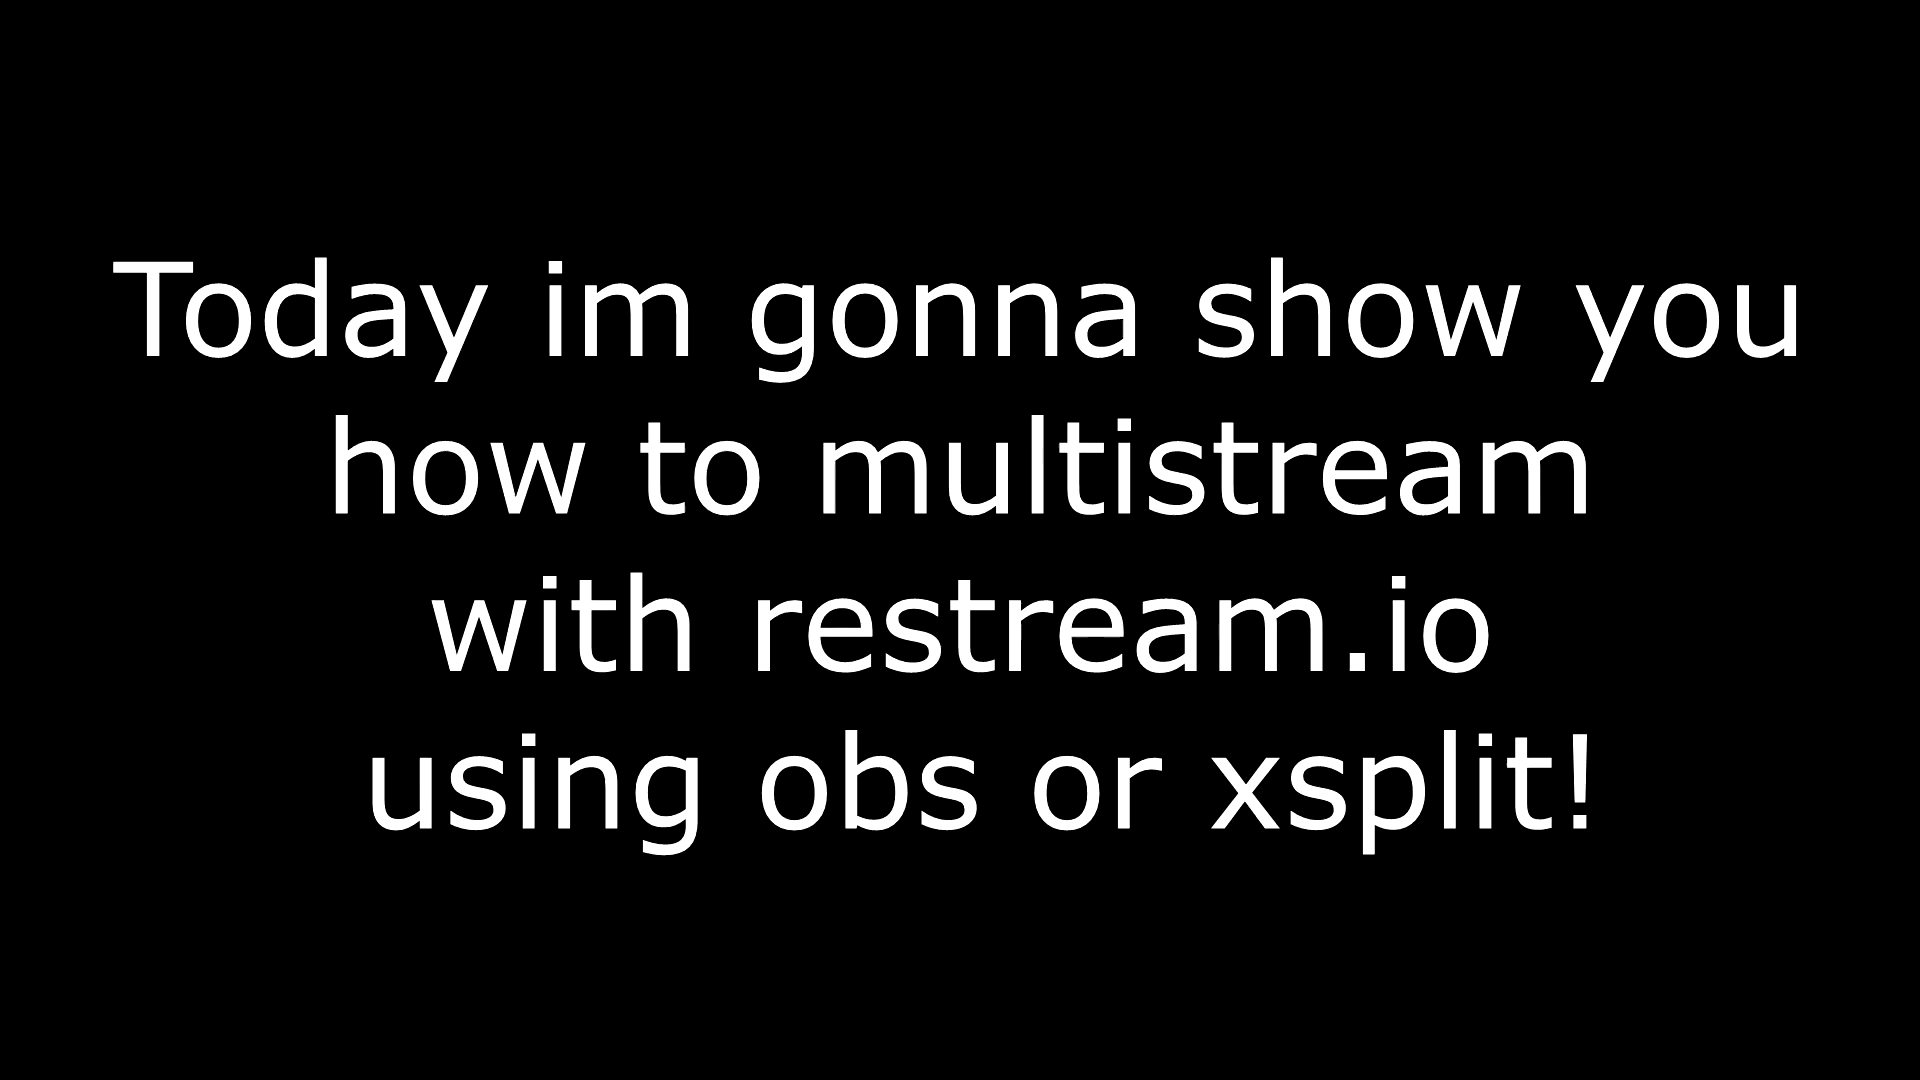 Today im gonna show you
how to multistream
with restream.io
using obs or xsplit!